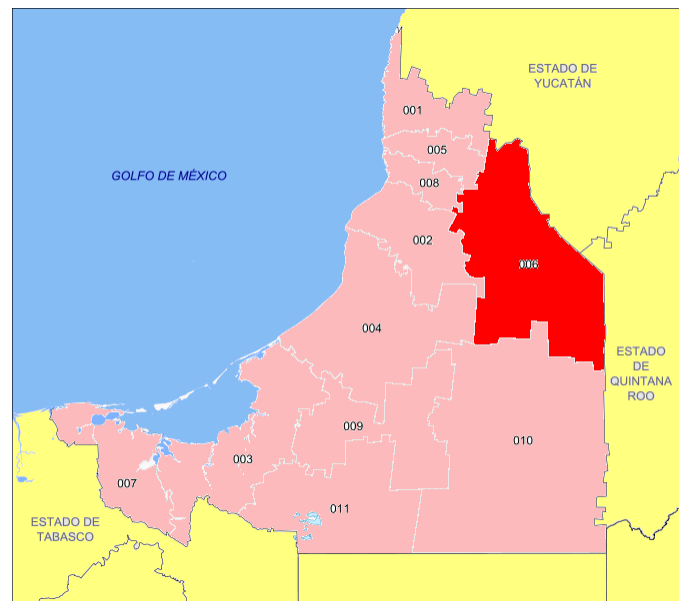 ESTADO DE
YUCATÁN
001
005
GOLFO DE MÉXICO
008
002
006
004
ESTADO
DE
QUINTANA
ROO
009
010
003
007
011
ESTADO DE
TABASCO